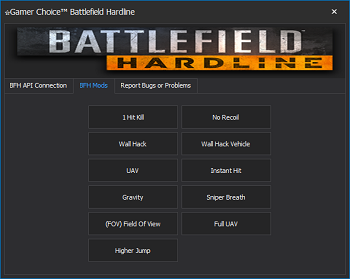 ☆Gamer Choice™ Battlefield Hardline
BATTLEFIELD
HARDLINE
BFH API Connection BFH Mods Report Bugs or Problems
1 Hit Kill No Recoil
Wall Hack Wall Hack Vehicle
UAV Instant Hit
Gravity Sniper Breath
(FOV) Field Of View Full UAV
Higher Jump